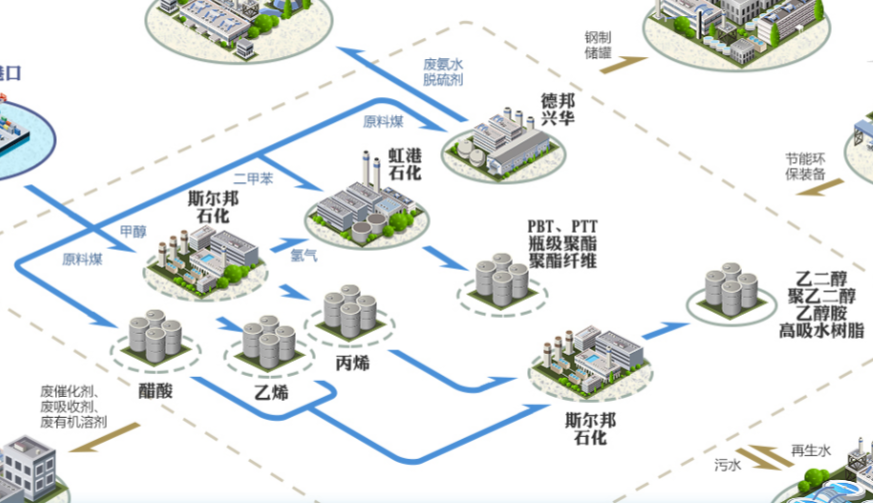 港口
钢制
储罐
废氨水
脱硫剂
德邦
兴华
原料煤
虹港
石化
节能环
保装备
二甲苯
斯尔邦
石化
甲醇
原料煤
氢气
PBT、PTT
瓶级聚酯
聚酯纤维
乙二醇
聚乙二醇
乙醇胺
高吸水树脂
丙烯
醋酸
乙烯
废催化剂、
废吸收剂、
废有机溶剂
斯尔邦
石化
再生水
污水